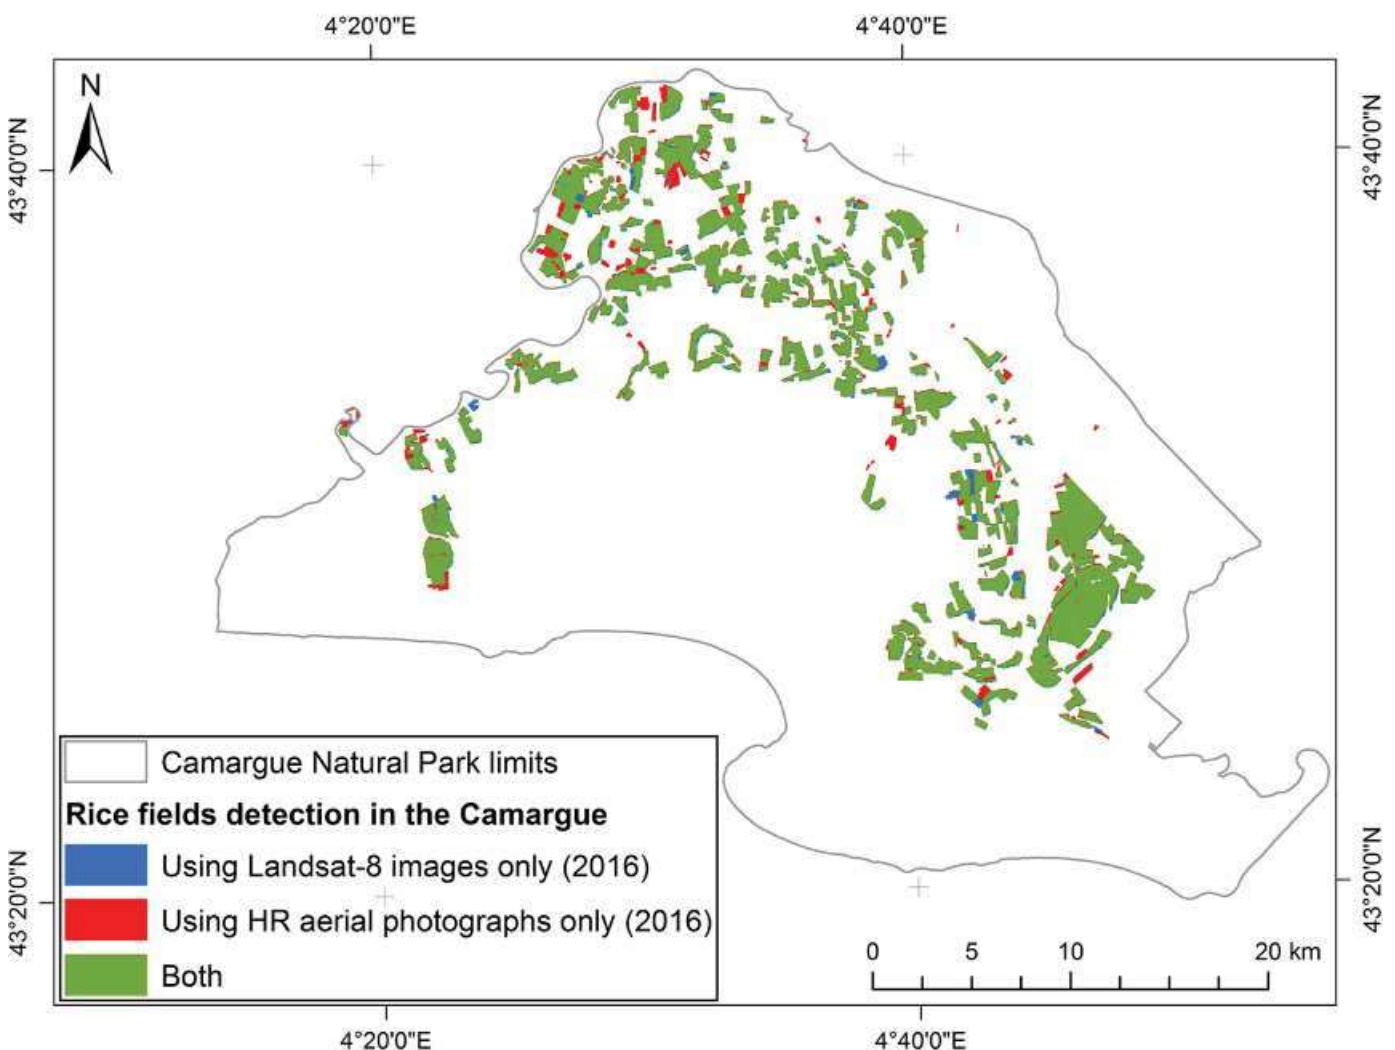 4°20'0"E
4°40'0"E
N
43°40'0"N
43°40'0"N
Camargue Natural Park limits
Rice fields detection in the Camargue
Using Landsat-8 images only (2016)
Using HR aerial photographs only (2016)
Both
0 5 10 20 km
43°20'0"N
43°20'0"N
4°20'0"E
4°40'0"E